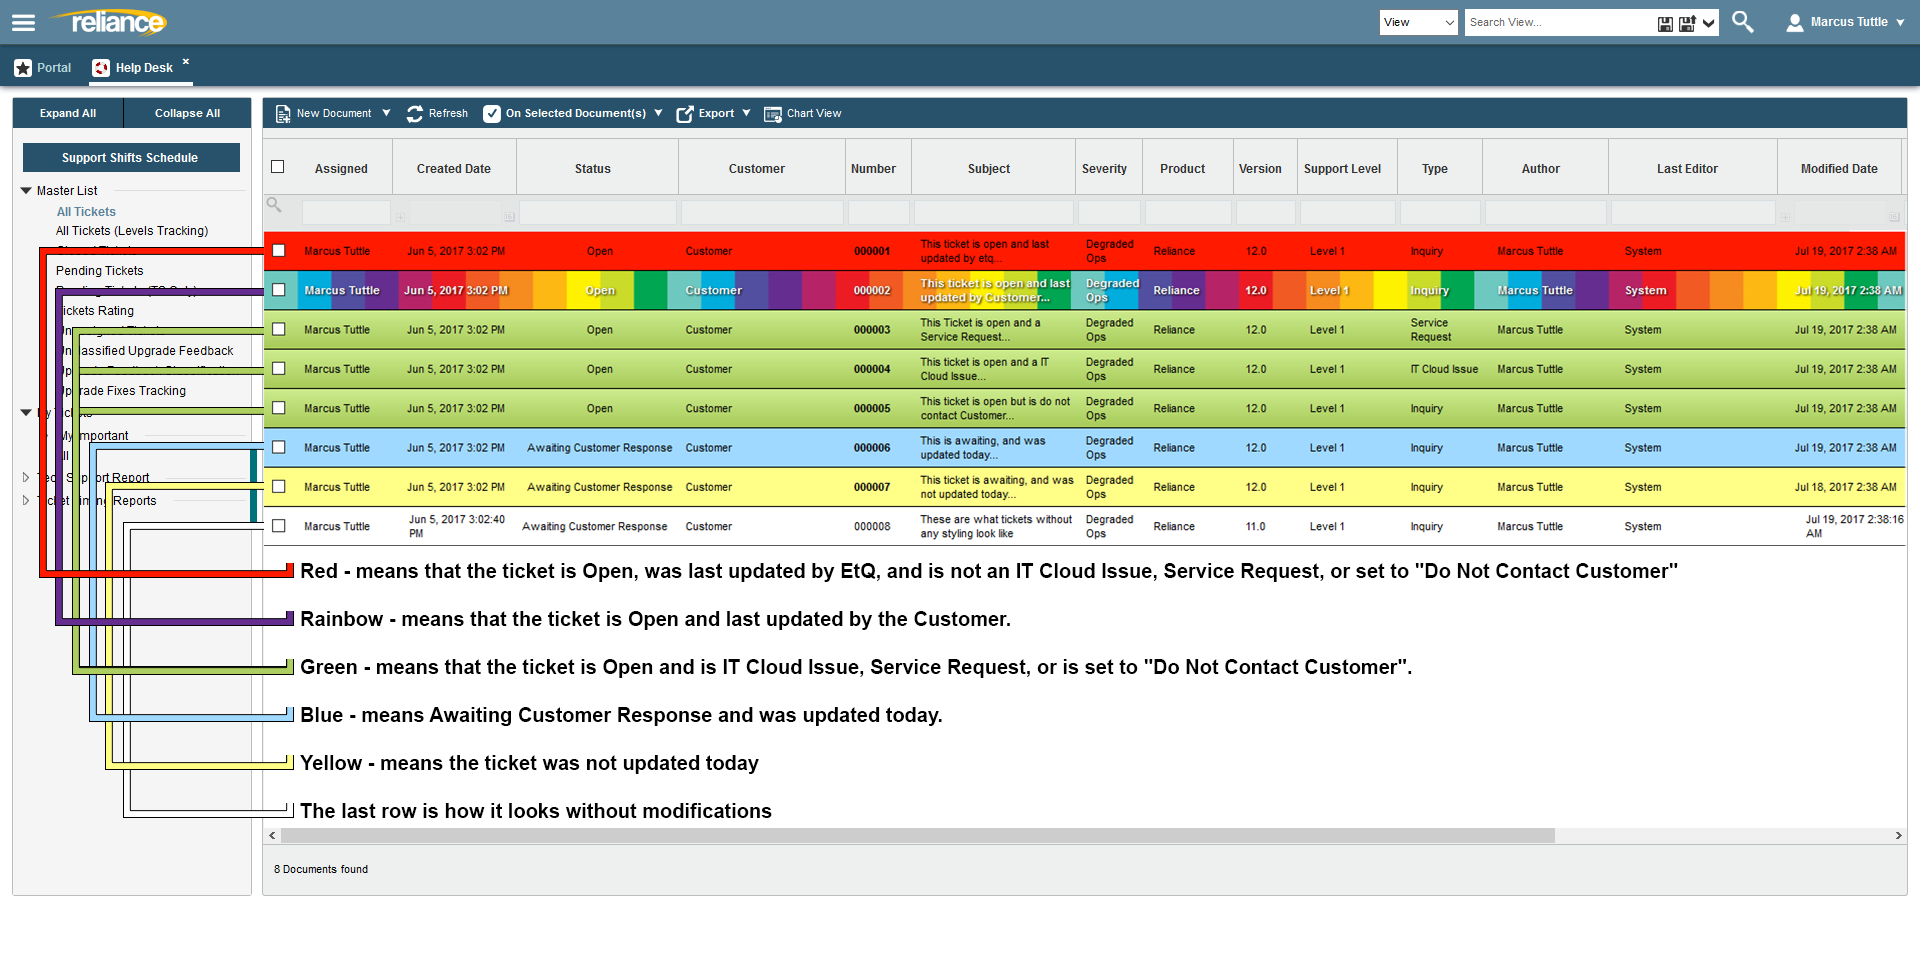 reliance
View
Search View...
Marcus Tuttle
Portal
Help Desk
Expand All
Collapse All
New Document
Refresh
On Selected Document(s)
Export
Chart View
Support Shifts Schedule
Master List
All Tickets
All Tickets (Levels Tracking)
Pending Tickets
Tickets Rating
Unclassified Upgrade Feedback
Upgrade Fixes Tracking
My Tickets
My Important
All
Tech Support Report
Ticket Timing Reports
Assigned Created Date Status Customer Number Subject Severity Product Version Support Level Type Author Last Editor Modified Date
Marcus Tuttle Jun 5, 2017 3:02 PM Open Customer 000001 This ticket is open and last updated by etq... Degraded Ops Reliance 12.0 Level 1 Inquiry Marcus Tuttle System Jul 19, 2017 2:38 AM
Marcus Tuttle Jun 5, 2017 3:02 PM Open Customer 000002 This ticket is open and last updated by Customer... Degraded Ops Reliance 12.0 Level 1 Inquiry Marcus Tuttle System Jul 19, 2017 2:38 AM
Marcus Tuttle Jun 5, 2017 3:02 PM Open Customer 000003 This Ticket is open and a Service Request... Degraded Ops Reliance 12.0 Level 1 Service Request Marcus Tuttle System Jul 19, 2017 2:38 AM
Marcus Tuttle Jun 5, 2017 3:02 PM Open Customer 000004 This ticket is open and a IT Cloud Issue... Degraded Ops Reliance 12.0 Level 1 IT Cloud Issue Marcus Tuttle System Jul 19, 2017 2:38 AM
Marcus Tuttle Jun 5, 2017 3:02 PM Open Customer 000005 This ticket is open but is do not contact Customer... Degraded Ops Reliance 12.0 Level 1 Inquiry Marcus Tuttle System Jul 19, 2017 2:38 AM
Marcus Tuttle Jun 5, 2017 3:02 PM Awaiting Customer Response Customer 000006 This is awaiting, and was updated today... Degraded Ops Reliance 12.0 Level 1 Inquiry Marcus Tuttle System Jul 19, 2017 2:38 AM
Marcus Tuttle Jun 5, 2017 3:02 PM Awaiting Customer Response Customer 000007 This ticket is awaiting, and was not updated today... Degraded Ops Reliance 12.0 Level 1 Inquiry Marcus Tuttle System Jul 18, 2017 2:38 AM
Marcus Tuttle Jun 5, 2017 3:02:40 PM Awaiting Customer Response Customer 000008 These are what tickets without any styling look like Degraded Ops Reliance 11.0 Level 1 Inquiry Marcus Tuttle System Jul 19, 2017 2:38:16 AM
Red - means that the ticket is Open, was last updated by EtQ, and is not an IT Cloud Issue, Service Request, or set to "Do Not Contact Customer"
Rainbow - means that the ticket is Open and last updated by the Customer.
Green - means that the ticket is Open and is IT Cloud Issue, Service Request, or is set to "Do Not Contact Customer".
Blue - means Awaiting Customer Response and was updated today.
Yellow - means the ticket was not updated today
The last row is how it looks without modifications
8 Documents found